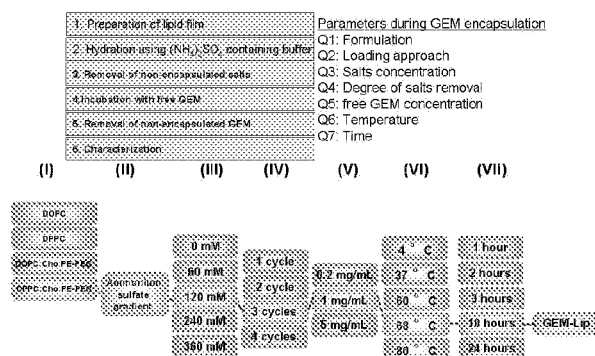 1. Preparation of lipid film
2. Hydration using (NH4)2SO2 containing buffer
3. Removal of non-encapsulated salts
4.Incubation with free GEM
5. Removal of non-encapsulated GEM
6. Characterization
Parameters during GEM encapsulation
Q1: Formulation
Q2: Loading approach
Q3: Salts concentration
Q4: Degree of salts removal
Q5: free GEM concentration
Q6: Temperature
Q7: Time
(I) (II) (III) (IV) (V) (VI) (VII)
DOPC
DPPC
DOPC:Cho:PE-PEG
DPPC:Cho:PE-PEG
Ammonium
sulfate
gradient
0 mM
60 mM
120 mM
240 mM
360 mM
1 cycle
2 cycle
3 cycles
4 cycles
0.2 mg/mL
1 mg/mL
5 mg/mL
4 ° C
37 ° C
60 ° C
68 ° C
80 ° C
1 hour
2 hours
3 hours
18 hours
24 hours
GEM-Lip